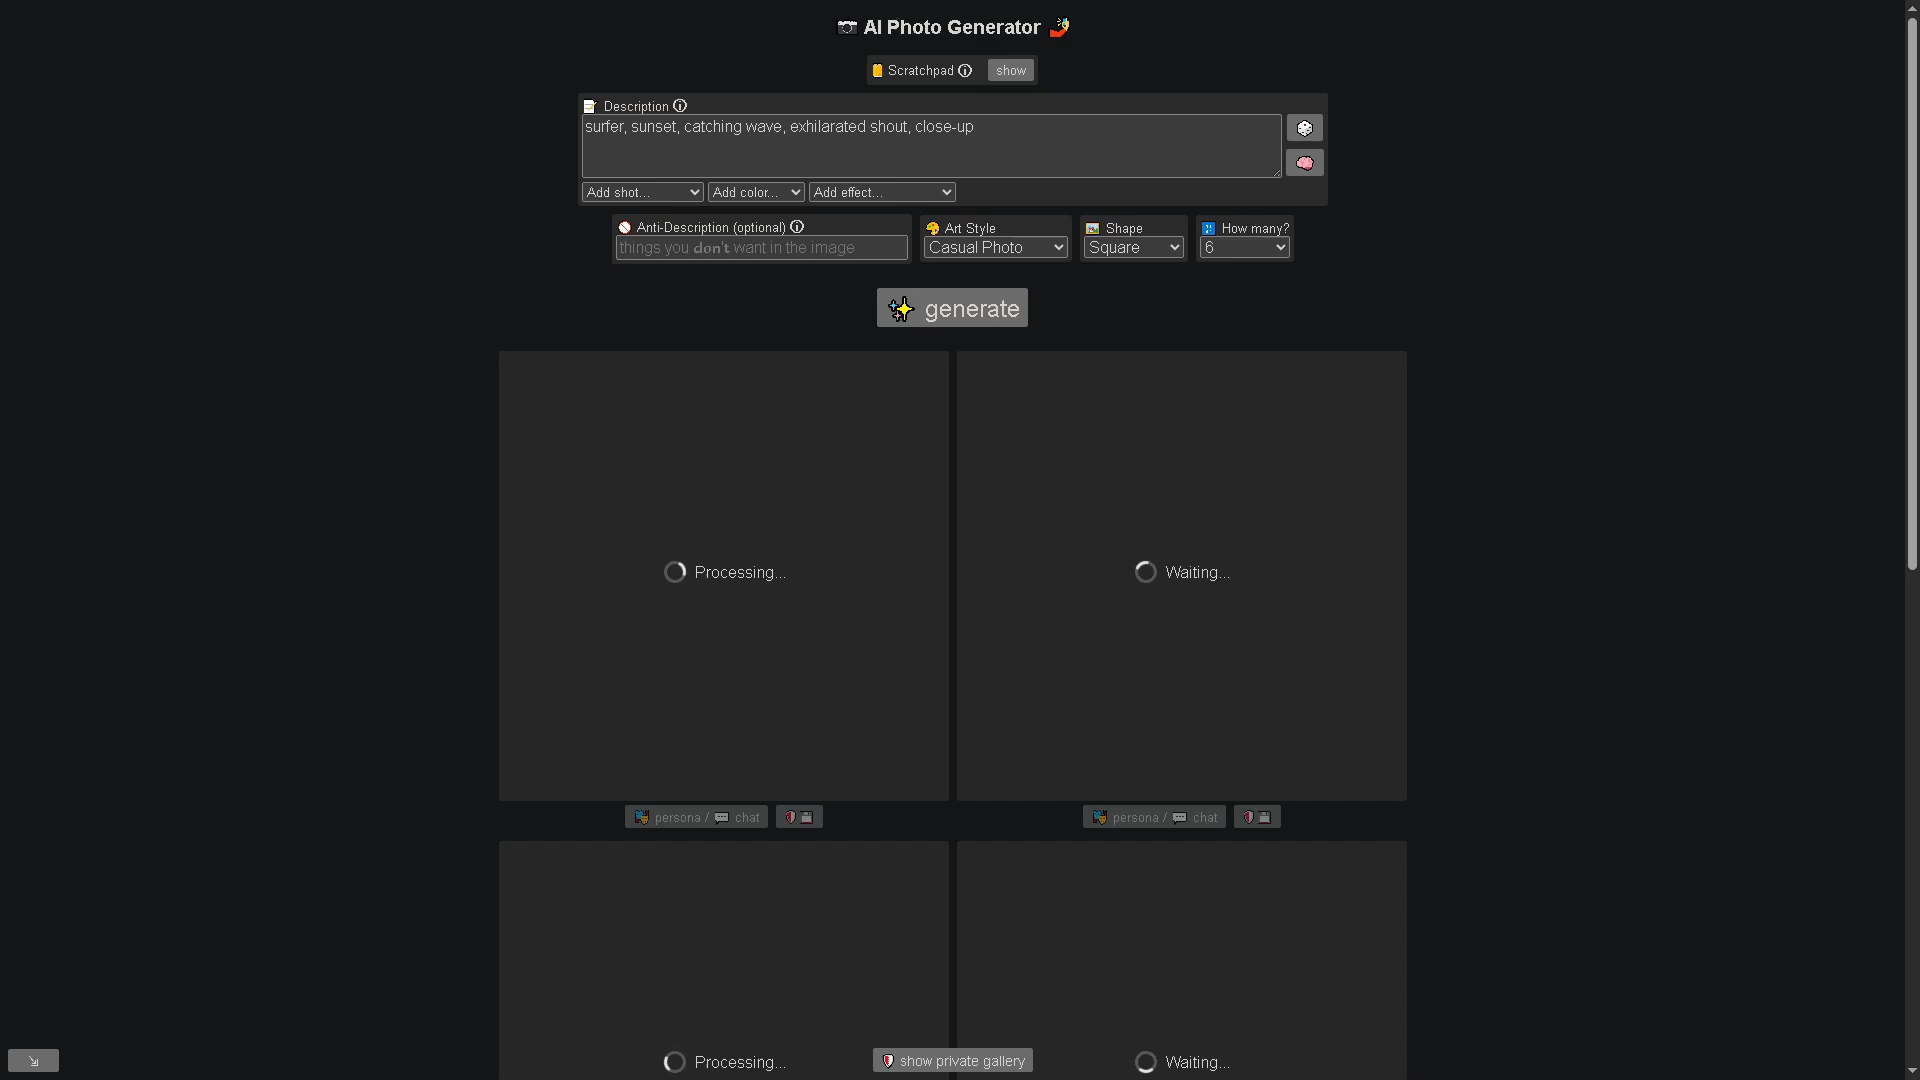 AI Photo Generator
Scratchpad show
Description
surfer, sunset, catching wave, exhilarated shout, close-up
Add shot... Add color... Add effect...
Anti-Description (optional) Art Style Shape How many?
things you don't want in the image Casual Photo Square 6
generate
Processing... Waiting...
persona / chat persona / chat
Processing... Waiting...
show private gallery